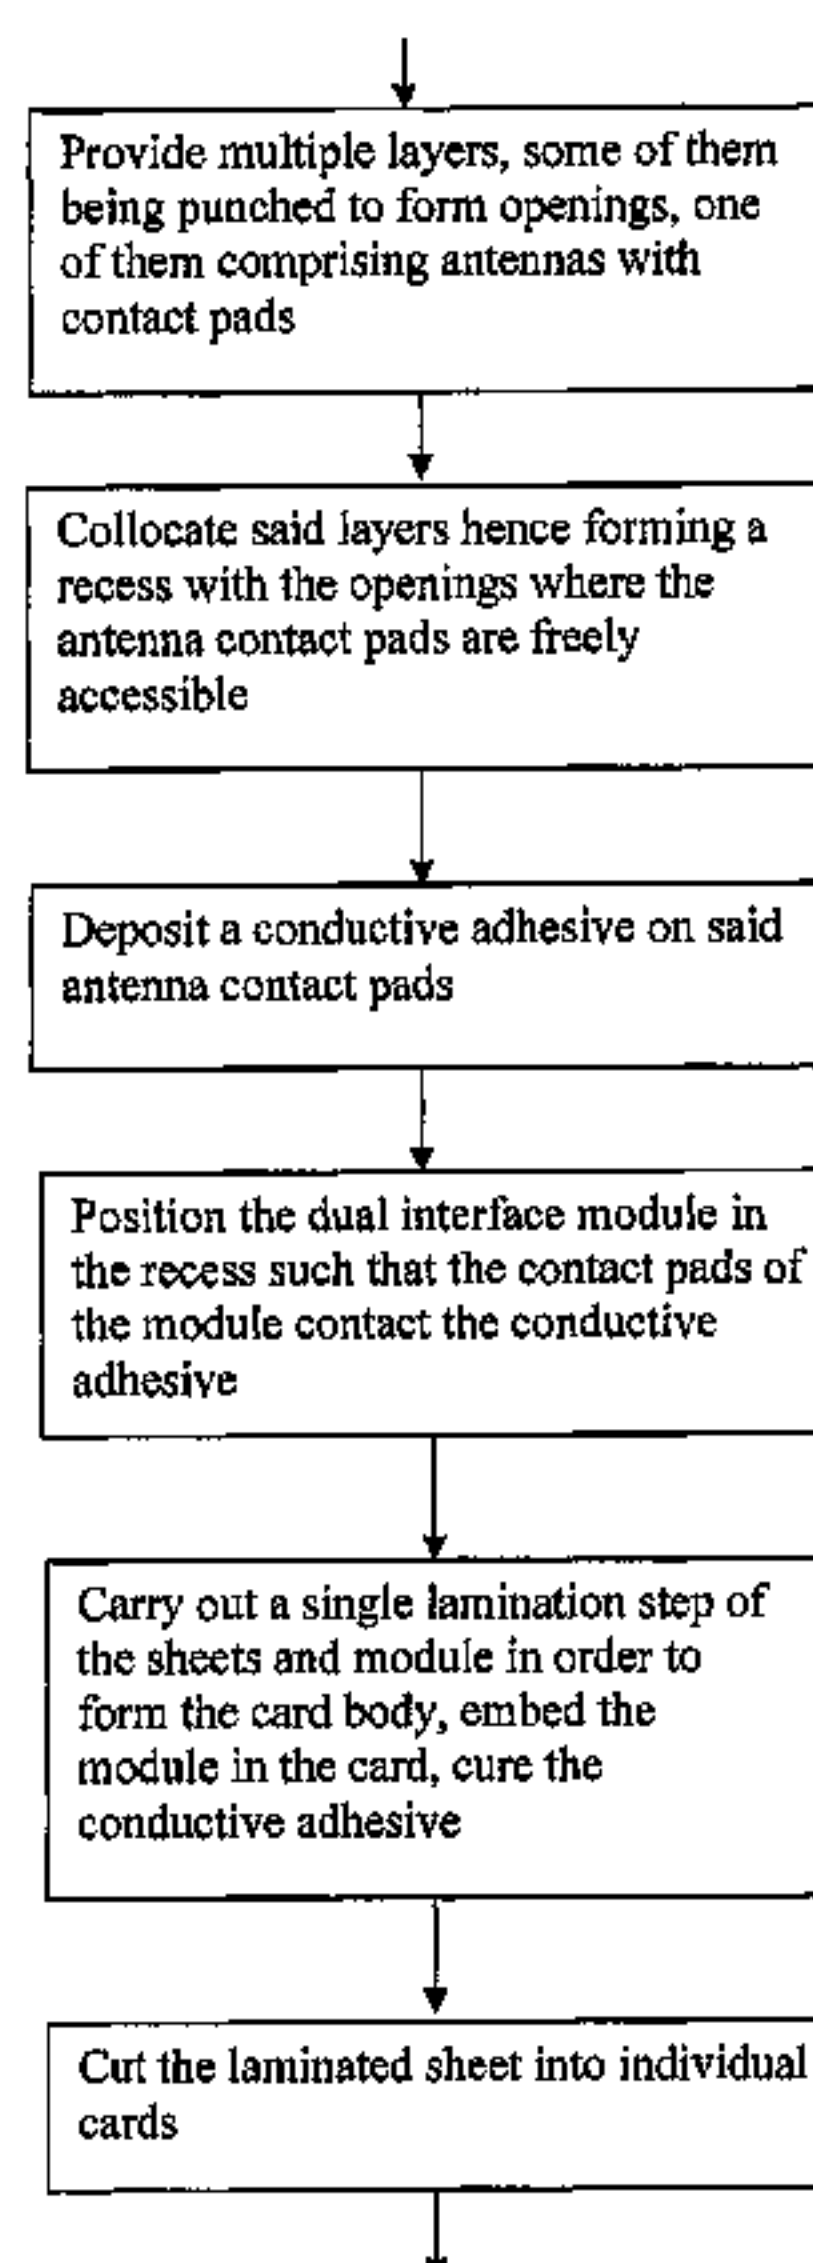 Provide multiple layers, some of them
being punched to form openings, one
of them comprising antennas with
contact pads
Collocate said layers hence forming a
recess with the openings where the
antenna contact pads are freely
accessible
Deposit a conductive adhesive on said
antenna contact pads
Position the dual interface module in
the recess such that the contact pads of
the module contact the conductive
adhesive
Carry out a single lamination step of
the sheets and module in order to
form the card body, embed the
module in the card, cure the
conductive adhesive
Cut the laminated sheet into individual
cards